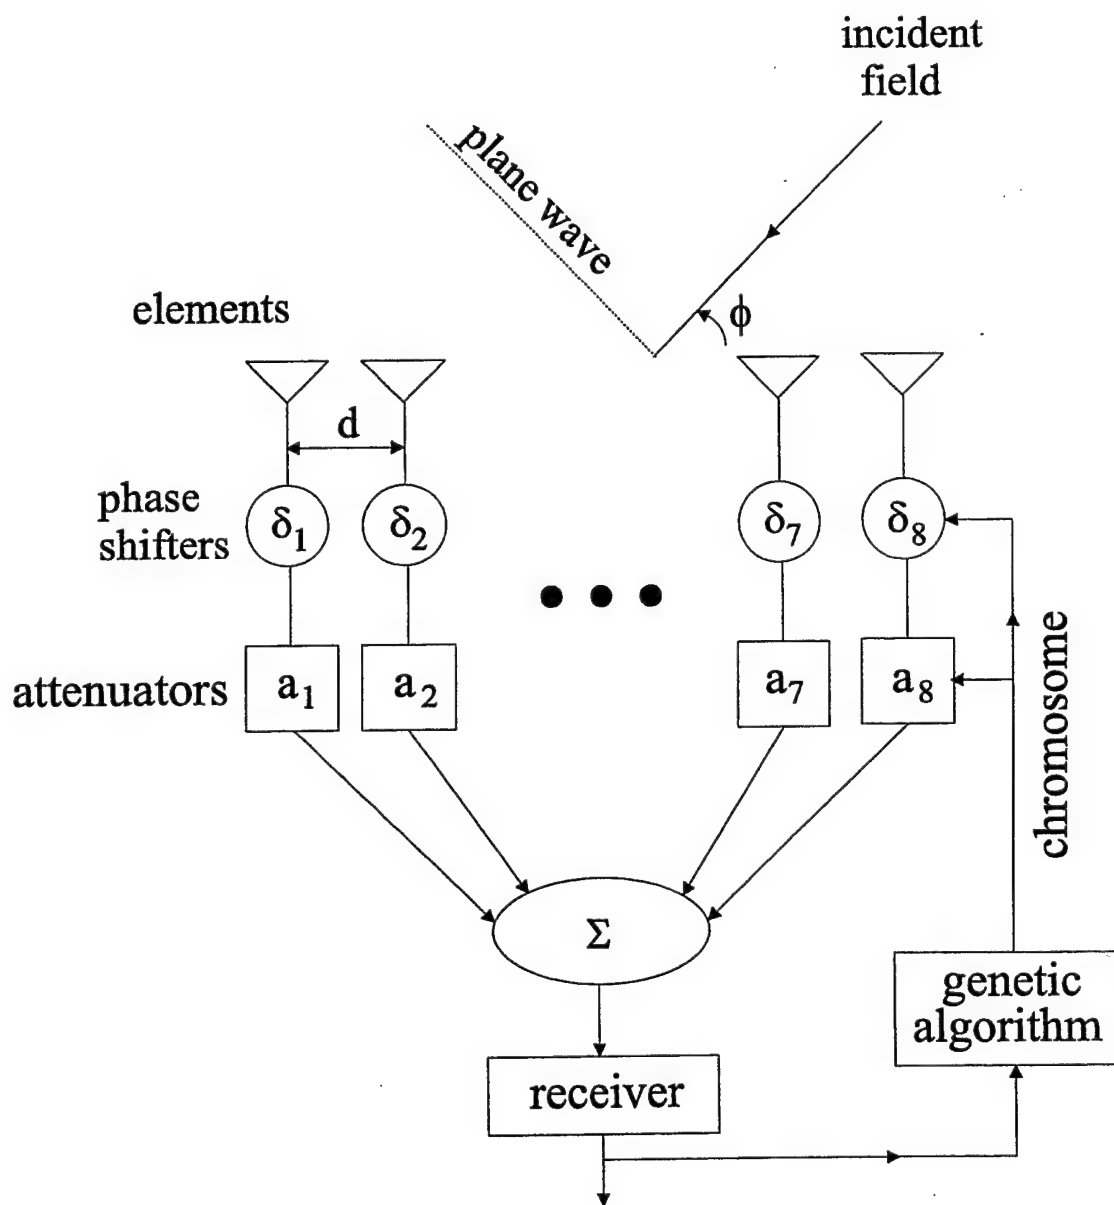 incident
field
plane wave
ϕ
elements
d
phase
shifters
δ1 δ2 δ7 δ8
attenuators
a1 a2 a7 a8
chromosome
Σ
genetic
algorithm
receiver